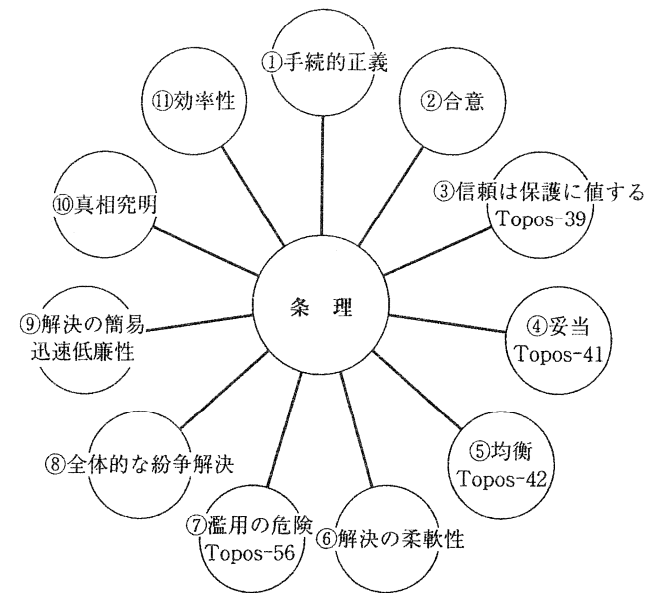 ①手続的正義
②合意
③信頼は保護に値する
Topos-39
④妥当
Topos-41
⑤均衡
Topos-42
⑥解決の柔軟性
⑦濫用の危険
Topos-56
⑧全体的な紛争解決
⑨解決の簡易
迅速低廉性
⑩真相究明
⑪効率性
条理